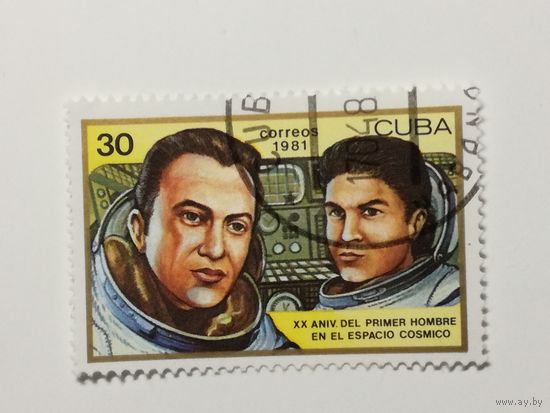 30
correos
1981
CUBA
XX ANIV. DEL PRIMER HOMBRE
EN EL ESPACIO COSMICO
www.ay.by